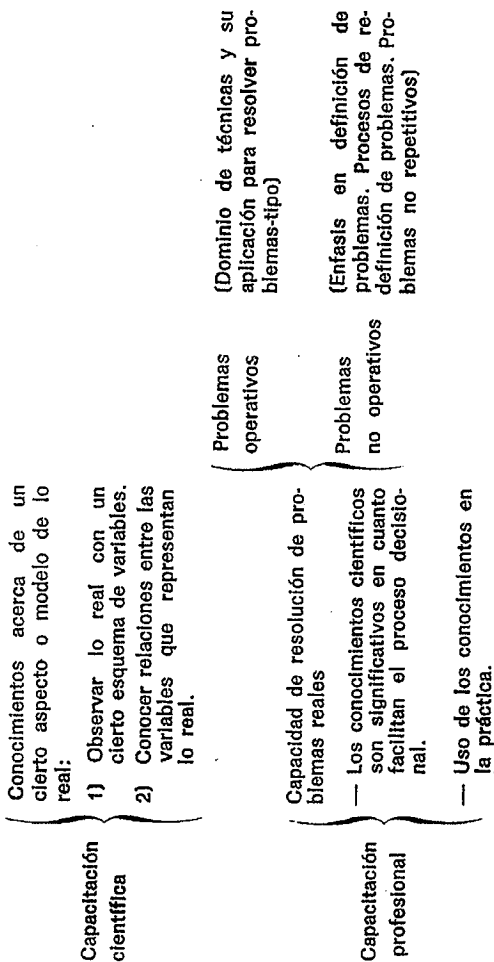 Capacitación
científica
Conocimientos acerca de un
cierto aspecto o modelo de lo
real:
1) Observar lo real con un
cierto esquema de variables.
2) Conocer relaciones entre las
variables que representan
lo real.
Capacitación
profesional
Capacidad de resolución de pro-
blemas reales
— Los conocimientos científicos
son significativos en cuanto
facilitan el proceso decisio-
nal.
— Uso de los conocimientos en
la práctica.
Problemas
operativos
(Dominio de técnicas y su
aplicación para resolver pro-
blemas-tipo)
Problemas
no operativos
(Enfasis en definición de
problemas. Procesos de re-
definición de problemas. Pro-
blemas no repetitivos)